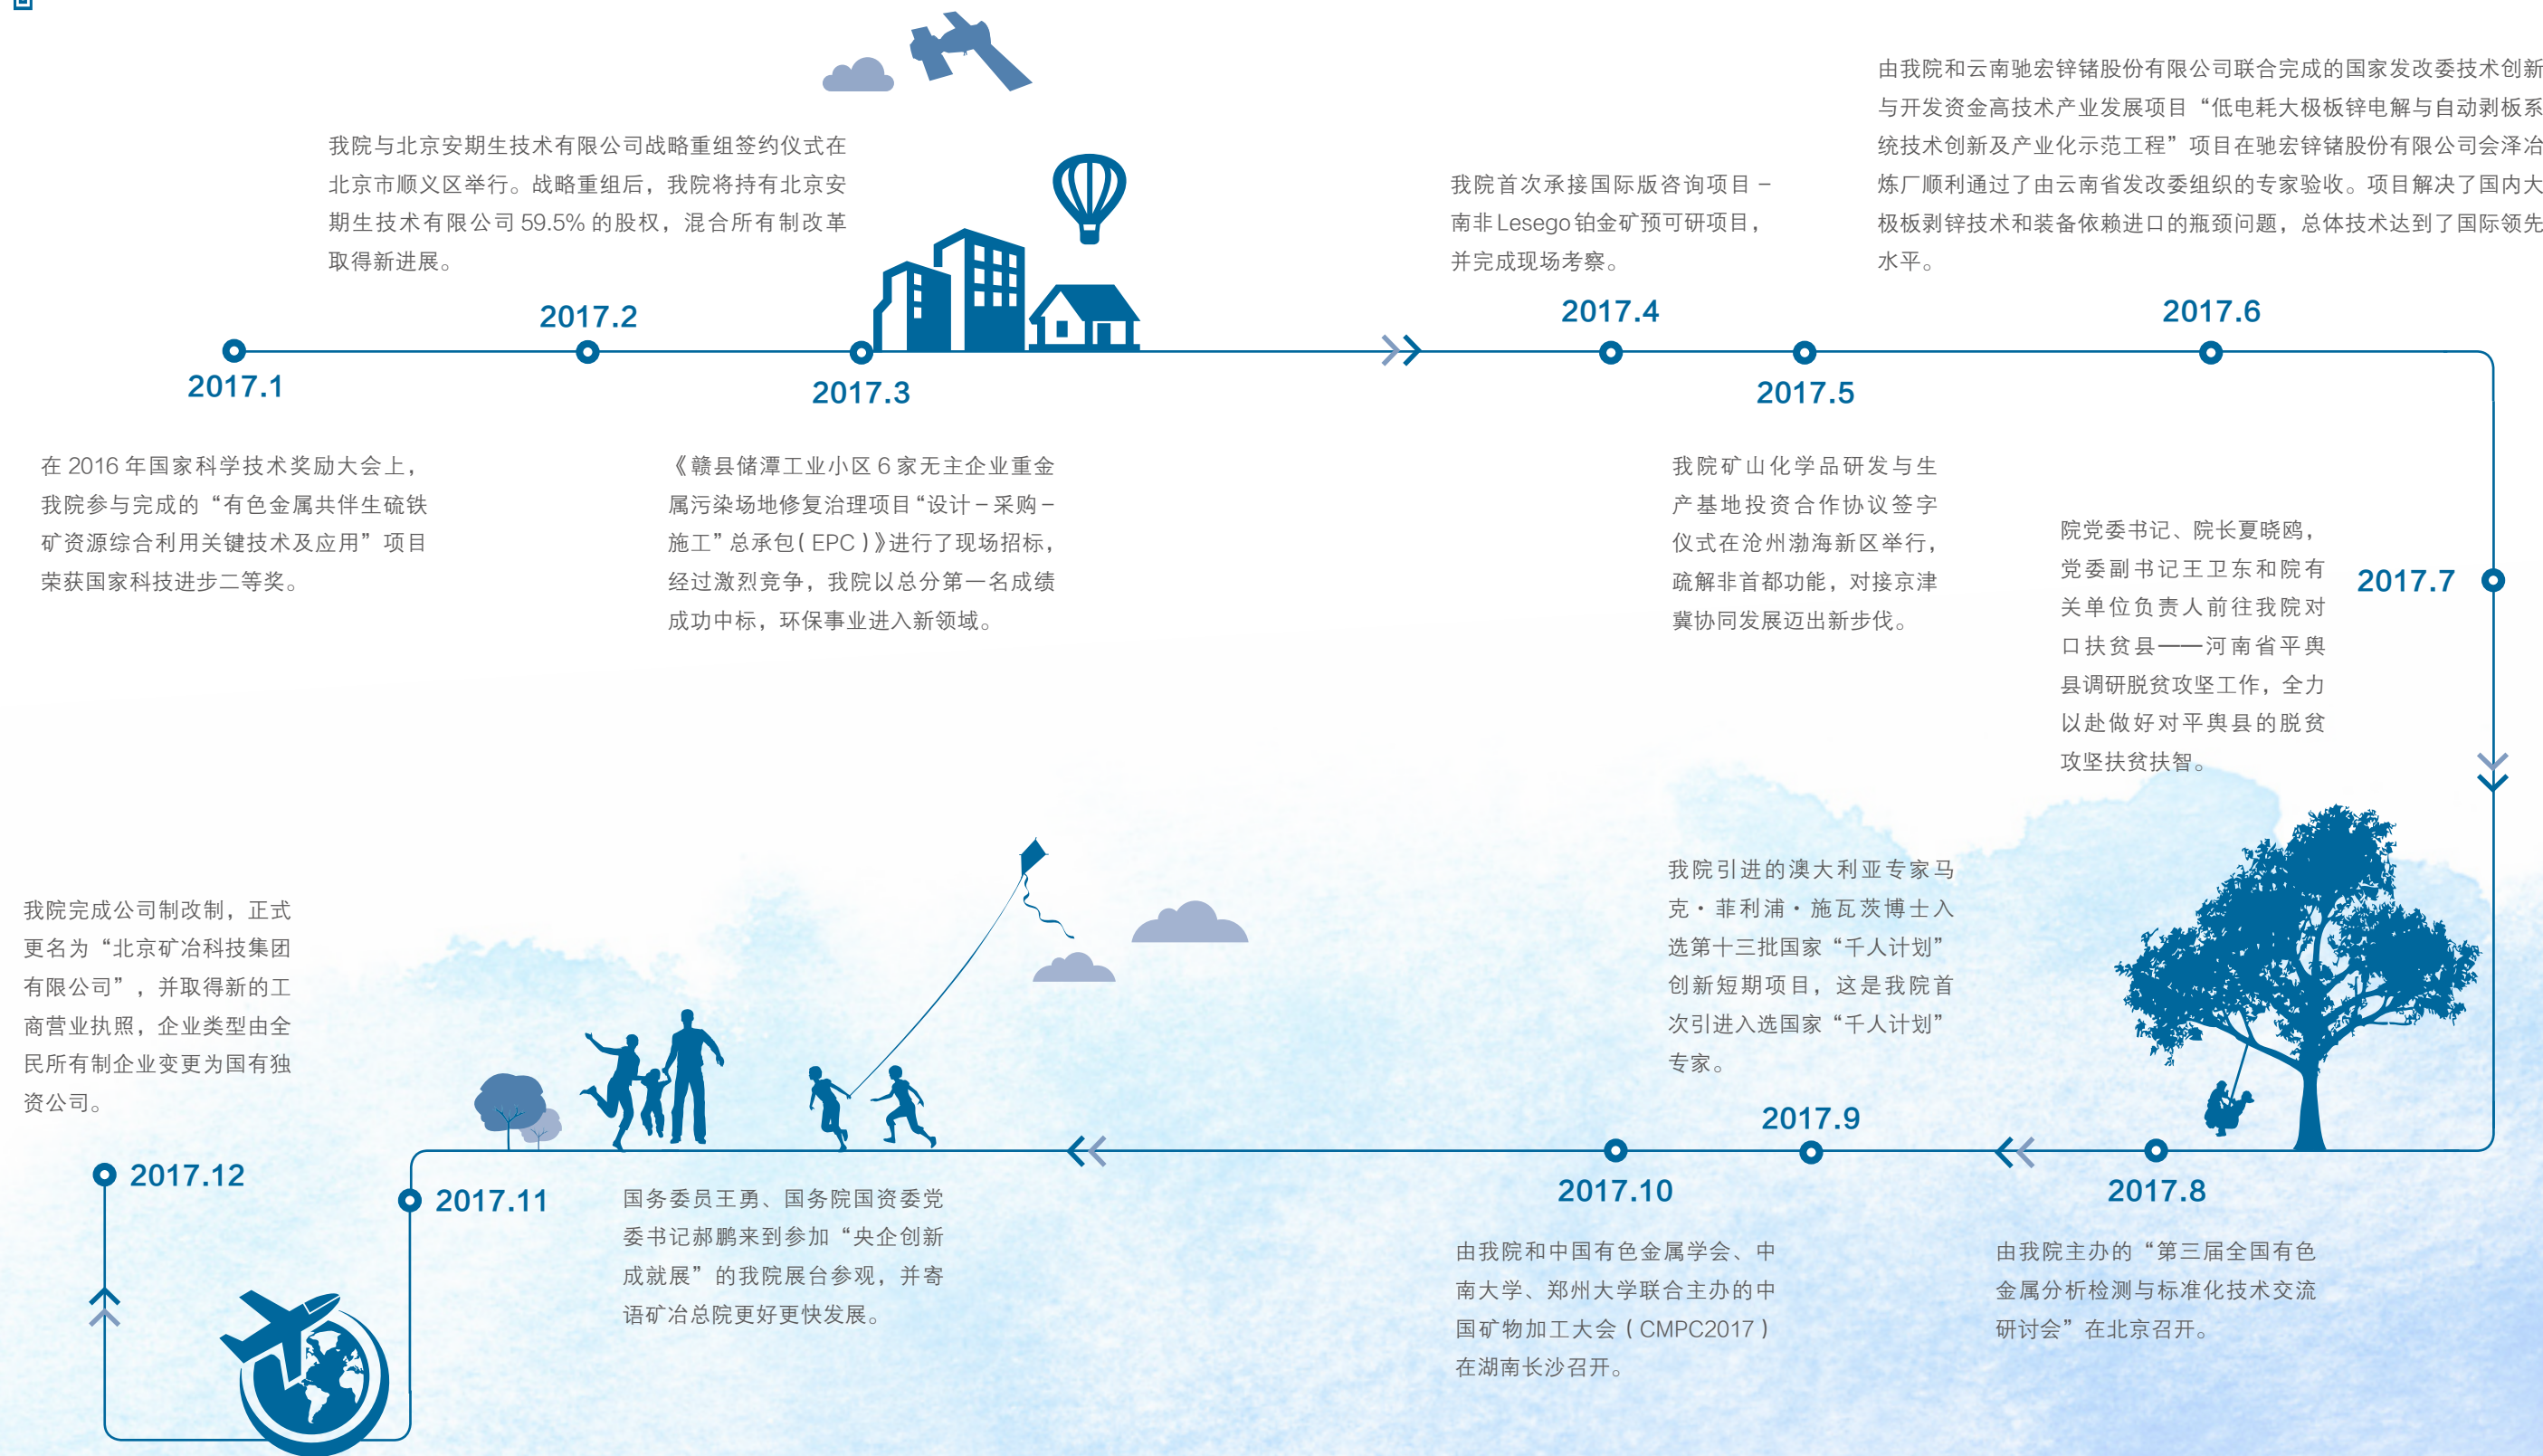 2017.1
在 2016 年国家科学技术奖励大会上，
我院参与完成的“有色金属共伴生硫铁
矿资源综合利用关键技术及应用”项目
荣获国家科技进步二等奖。
我院与北京安期生技术有限公司战略重组签约仪式在
北京市顺义区举行。战略重组后，我院将持有北京安
期生技术有限公司 59.5% 的股权，混合所有制改革
取得新进展。
2017.2
2017.3
《赣县储潭工业小区 6 家无主企业重金
属污染场地修复治理项目“设计－采购－
施工”总承包（EPC）》进行了现场招标，
经过激烈竞争，我院以总分第一名成绩
成功中标，环保事业进入新领域。
我院首次承接国际版咨询项目－
南非 Lesego 铂金矿预可研项目，
并完成现场考察。
2017.4
2017.5
我院矿山化学品研发与生
产基地投资合作协议签字
仪式在沧州渤海新区举行，
疏解非首都功能，对接京津
冀协同发展迈出新步伐。
由我院和云南驰宏锌锗股份有限公司联合完成的国家发改委技术创新
与开发资金高技术产业发展项目“低电耗大极板锌电解与自动剥板系
统技术创新及产业化示范工程”项目在驰宏锌锗股份有限公司会泽冶
炼厂顺利通过了由云南省发改委组织的专家验收。项目解决了国内大
极板剥锌技术和装备依赖进口的瓶颈问题，总体技术达到了国际领先
水平。
2017.6
2017.7
院党委书记、院长夏晓鸥，
党委副书记王卫东和院有
关单位负责人前往我院对
口扶贫县——河南省平舆
县调研脱贫攻坚工作，全力
以赴做好对平舆县的脱贫
攻坚扶贫扶智。
2017.8
由我院主办的“第三届全国有色
金属分析检测与标准化技术交流
研讨会”在北京召开。
我院引进的澳大利亚专家马
克·菲利浦·施瓦茨博士入
选第十三批国家“千人计划”
创新短期项目，这是我院首
次引进入选国家“千人计划”
专家。
2017.9
2017.10
由我院和中国有色金属学会、中
南大学、郑州大学联合主办的中
国矿物加工大会（CMPC2017）
在湖南长沙召开。
2017.11
国务委员王勇、国务院国资委党
委书记郝鹏来到参加“央企创新
成就展”的我院展台参观，并寄
语矿冶总院更好更快发展。
我院完成公司制改制，正式
更名为“北京矿冶科技集团
有限公司”，并取得新的工
商营业执照，企业类型由全
民所有制企业变更为国有独
资公司。
2017.12